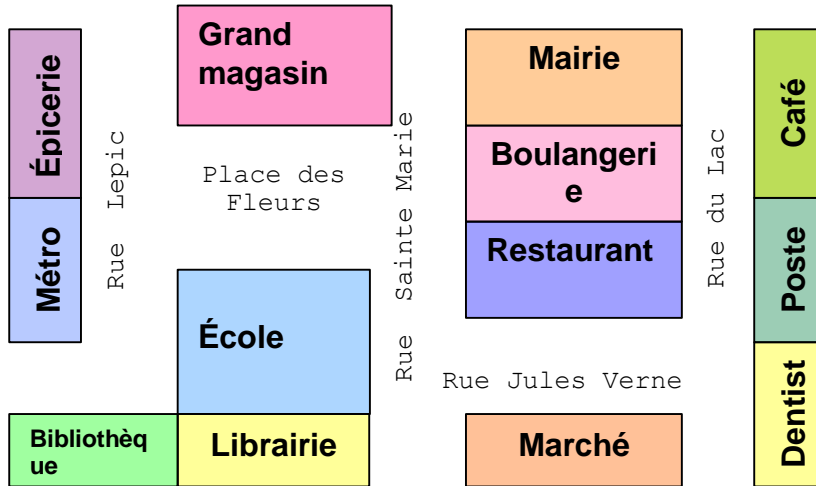 Épicerie
Grand
magasin
Mairie
Café
Rue Lepic
Place des
Fleurs
Rue Sainte Marie
Boulangeri
e
Rue du Lac
Métro
Restaurant
Poste
École
Rue Jules Verne
Dentist
Bibliothèq
ue
Librairie
Marché